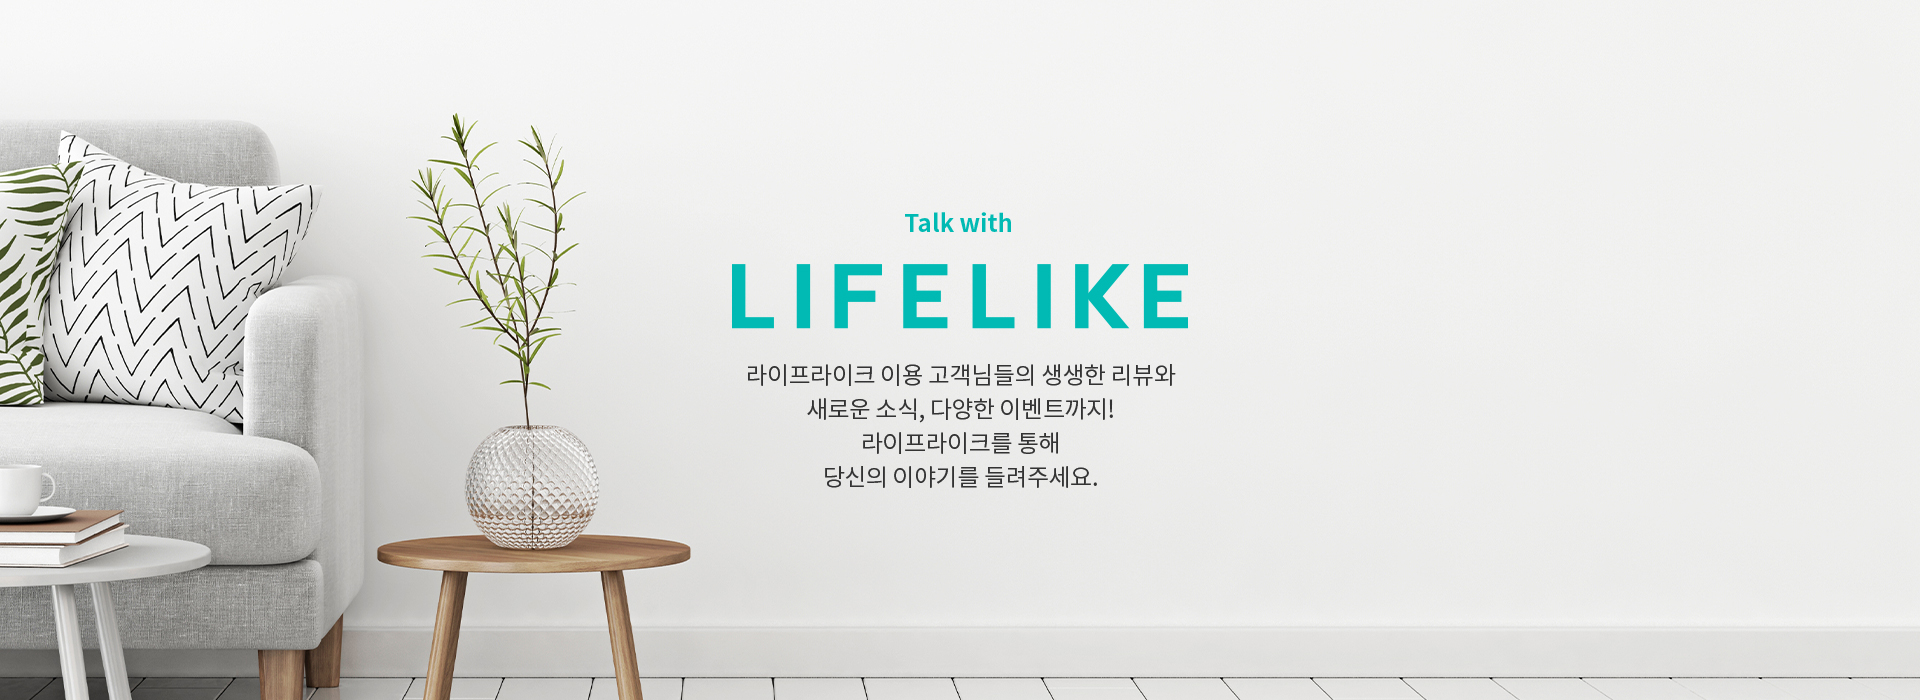 Talk with
LIFELIKE
라이프라이크 이용 고객님들의 생생한 리뷰와
새로운 소식, 다양한 이벤트까지!
라이프라이크를 통해
당신의 이야기를 들려주세요.